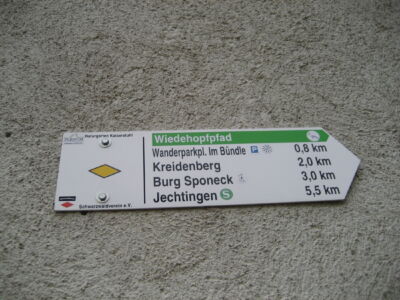 Naturgarten Kaiserstuhl
Wiedehopfpfad
Wanderparkpl. Im Bündle P 0,8 km
Kreidenberg 2,0 km
Burg Sponeck 3,0 km
Jechtingen S 5,5 km
Schwarzwaldverein e.V.